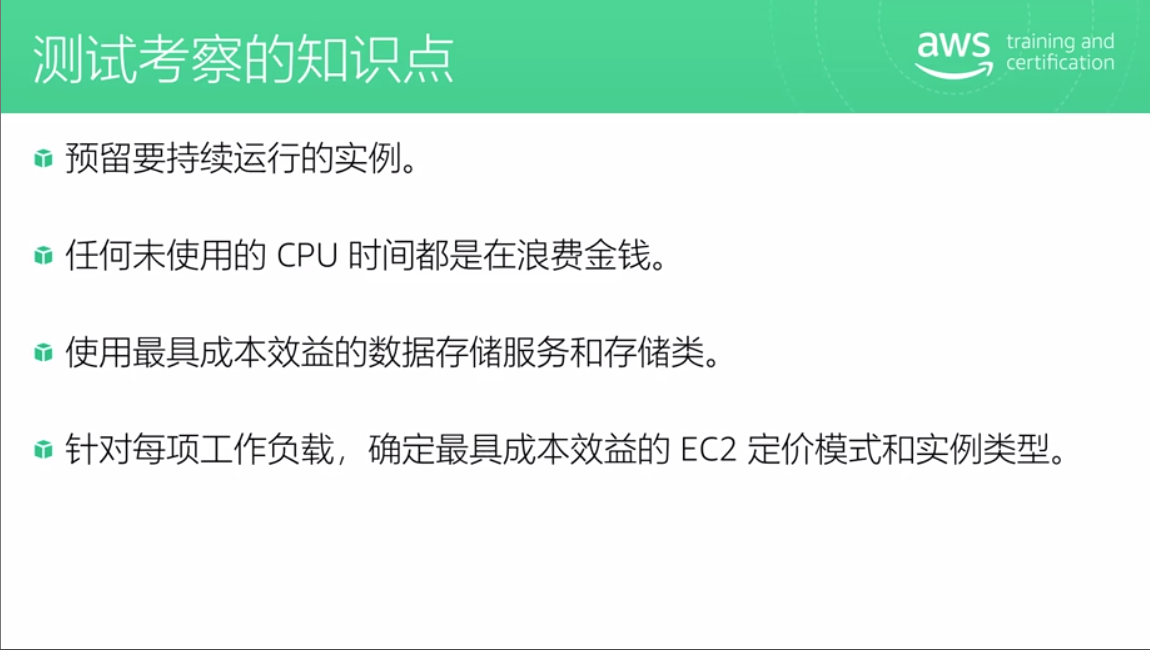 测试考察的知识点
aws training and
certification
预留要持续运行的实例。
任何未使用的 CPU 时间都是在浪费金钱。
使用最具成本效益的数据存储服务和存储类。
针对每项工作负载，确定最具成本效益的 EC2 定价模式和实例类型。